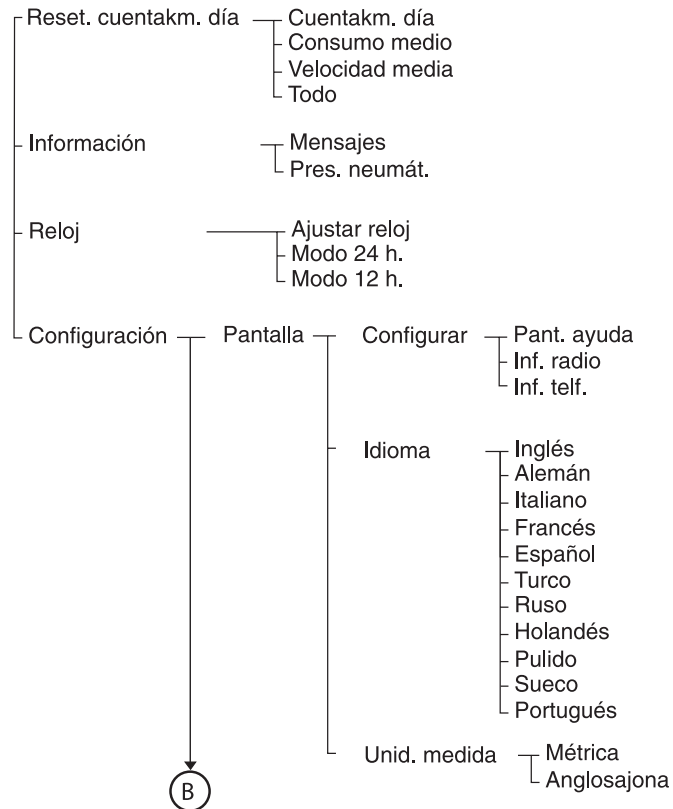 Reset. cuentakm. día
Cuentakm. día
Consumo medio
Velocidad media
Todo
Información
Mensajes
Pres. neumát.
Reloj
Ajustar reloj
Modo 24 h.
Modo 12 h.
Configuración
Pantalla
Configurar
Pant. ayuda
Inf. radio
Inf. telf.
Idioma
Inglés
Alemán
Italiano
Francés
Español
Turco
Ruso
Holandés
Pulido
Sueco
Portugués
Unid. medida
Métrica
Anglosajona
B